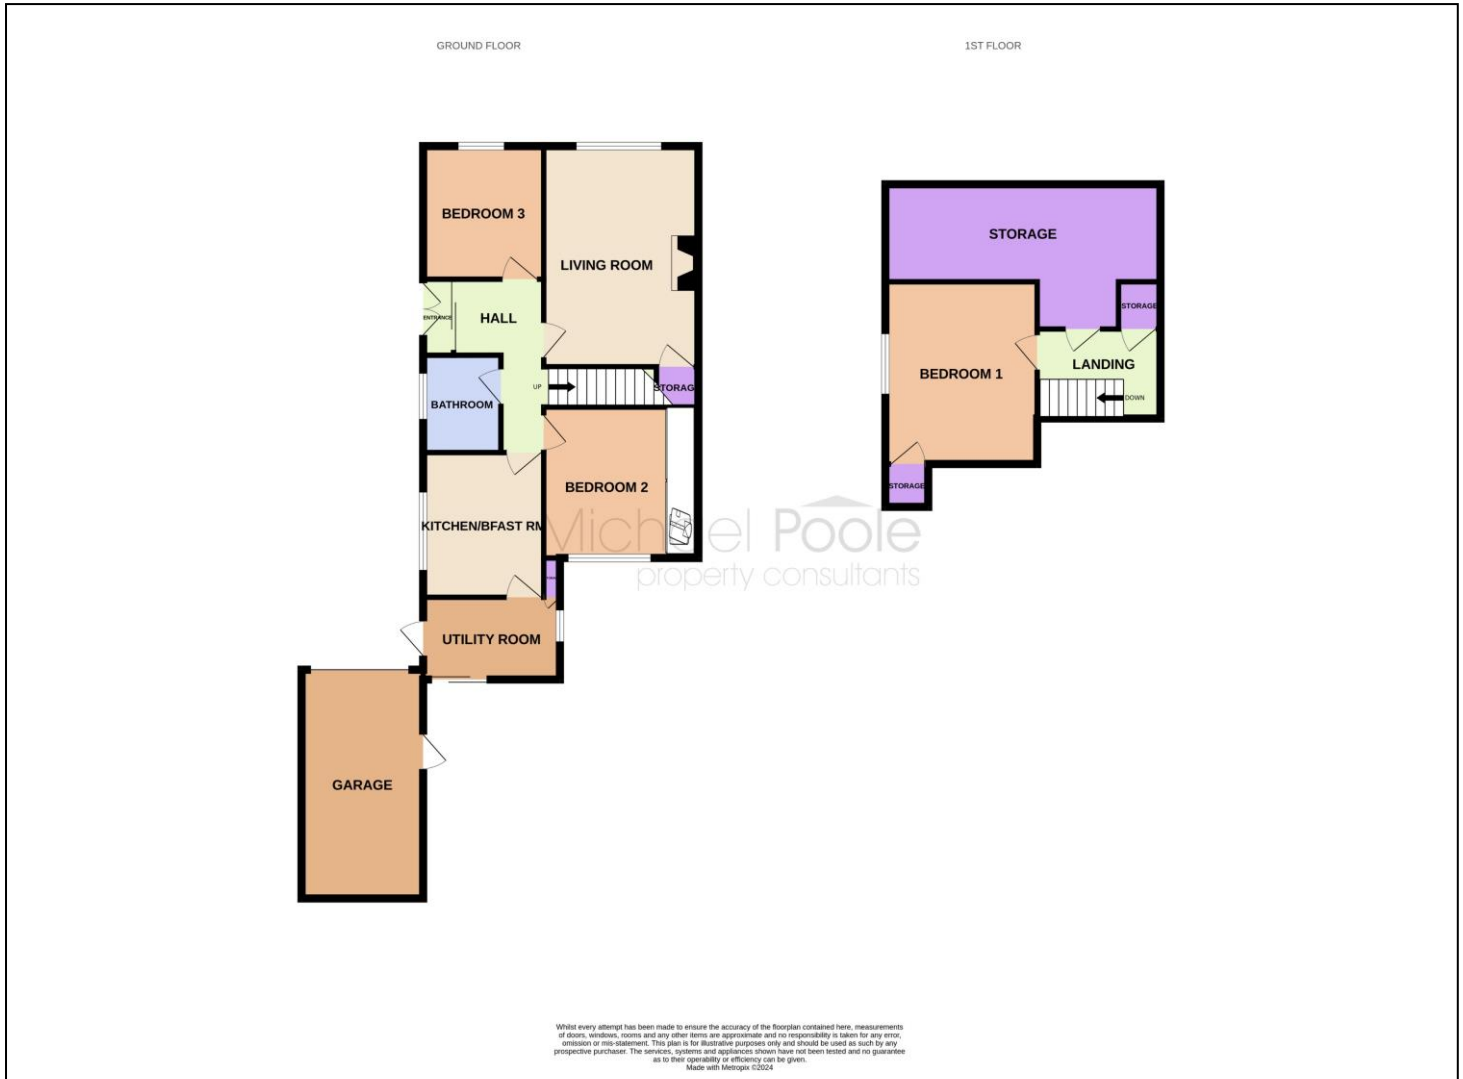 GROUND FLOOR
1ST FLOOR
BEDROOM 3
LIVING ROOM
ENTRANCE
HALL
UP
STORAG
BATHROOM
BEDROOM 2
KITCHEN/BFAST RM
UTILITY ROOM
GARAGE
STORAGE
STORAGE
BEDROOM 1
LANDING
DOWN
STORAGE
Michael Poole
property consultants
Whilst every attempt has been made to ensure the accuracy of the floorplan contained here, measurements
of doors, windows, rooms and any other items are approximate and no responsibility is taken for any error,
omission or mis-statement. This plan is for illustrative purposes only and should be used as such by any
prospective purchaser. The services, systems and appliances shown have not been tested and no guarantee
as to their operability or efficiency can be given.
Made with Metropix ©2024